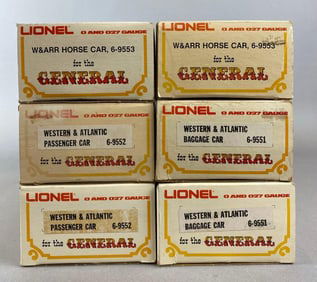 LIONEL O AND O27 GAUGE
W&ARR HORSE CAR, 6-9553
for the
GENERAL
LIONEL O AND O27 GAUGE
W&ARR HORSE CAR, 6-9553
for the
GENERAL
LIONEL O AND O27 GAUGE
WESTERN & ATLANTIC
PASSENGER CAR 6-9552
for the GENERAL
LIONEL O AND O27 GAUGE
WESTERN & ATLANTIC
BAGGAGE CAR 6-9551
for the GENERAL
LIONEL O AND O27 GAUGE
WESTERN & ATLANTIC
PASSENGER CAR 6-9552
for the GENERAL
LIONEL O AND O27 GAUGE
WESTERN & ATLANTIC
BAGGAGE CAR 6-9551
for the GENERAL